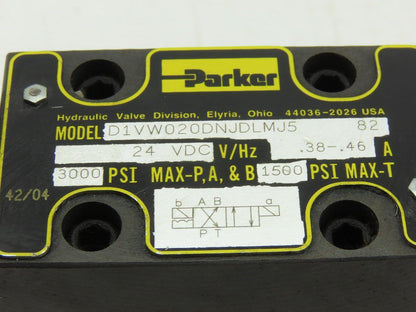 Parker
Hydraulic Valve Division, Elyria, Ohio 44036-2026 USA
MODEL D1VW020DNJDLMJ5 82
24 VDC V/Hz .38-.46 A
3000 PSI MAX-P,A, & B 1500 PSI MAX-T
42/04
b A B a
P T